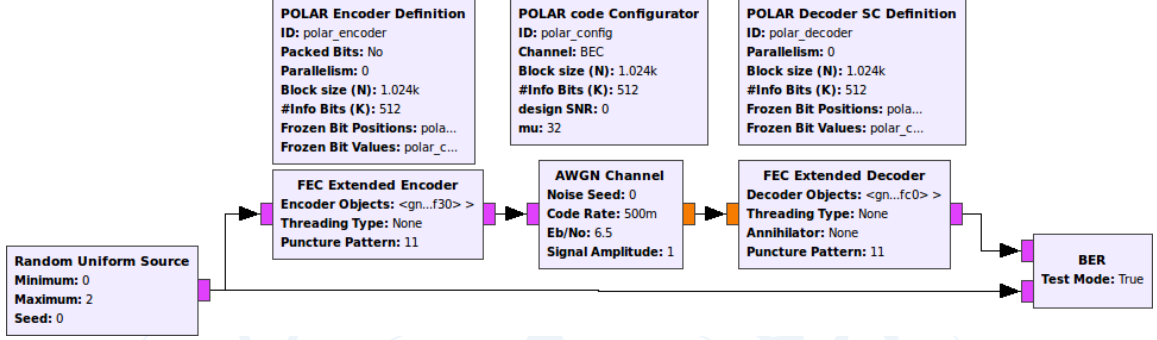 POLAR Encoder Definition
ID: polar_encoder
Packed Bits: No
Parallelism: 0
Block size (N): 1.024k
#Info Bits (K): 512
Frozen Bit Positions: pola...
Frozen Bit Values: polar_c...
POLAR code Configurator
ID: polar_config
Channel: BEC
Block size (N): 1.024k
#Info Bits (K): 512
design SNR: 0
mu: 32
POLAR Decoder SC Definition
ID: polar_decoder
Parallelism: 0
Block size (N): 1.024k
#Info Bits (K): 512
Frozen Bit Positions: pola...
Frozen Bit Values: polar_c...
FEC Extended Encoder
Encoder Objects: <gn...f30> >
Threading Type: None
Puncture Pattern: 11
AWGN Channel
Noise Seed: 0
Code Rate: 500m
Eb/No: 6.5
Signal Amplitude: 1
FEC Extended Decoder
Decoder Objects: <gn...fc0> >
Threading Type: None
Annihilator: None
Puncture Pattern: 11
Random Uniform Source
Minimum: 0
Maximum: 2
Seed: 0
BER
Test Mode: True